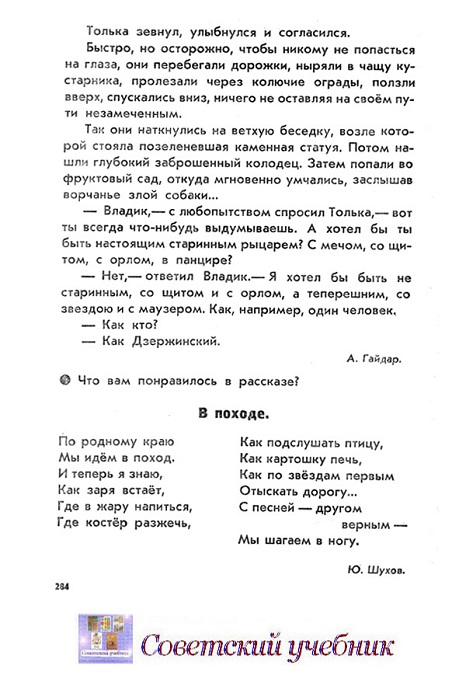 Толька зевнул, улыбнулся и согласился.
Быстро, но осторожно, чтобы никому не попасться
на глаза, они перебегали дорожки, ныряли в чащу ку-
старника, пролезали через колючие ограды, ползли
вверх, спускались вниз, ничего не оставляя на своём пу-
ти незамеченным.
Так они наткнулись на ветхую беседку, возле кото-
рой стояла позеленевшая каменная статуя. Потом на-
шли глубокий заброшенный колодец. Затем попали во
фруктовый сад, откуда мгновенно умчались, заслышав
ворчанье злой собаки...
— Владик,— с любопытством спросил Толька,— вот
ты всегда что-нибудь выдумываешь. А хотел бы ты
быть настоящим старинным рыцарем? С мечом, со щи-
том, с орлом, в панцире?
— Нет,— ответил Владик.— Я хотел бы быть не
старинным, со щитом и с орлом, а теперешним, со
звездою и с маузером. Как, например, один человек.
— Как кто?
— Как Дзержинский.
А. Гайдар.
Что вам понравилось в рассказе?
В походе.
По родному краю
Мы идём в поход.
И теперь я знаю,
Как заря встаёт,
Где в жару напиться,
Где костёр разжечь,
Как подслушать птицу,
Как картошку печь,
Как по звёздам первым
Отыскать дорогу...
С песней — другом
верным —
Мы шагаем в ногу.
Ю. Шухов.
284
Советский учебник